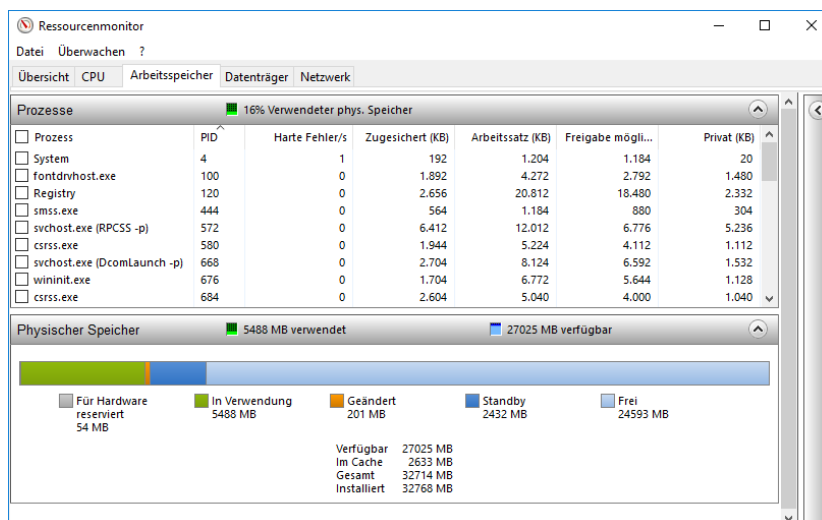 Ressourcenmonitor
Datei Überwachen ?
Übersicht CPU Arbeitsspeicher Datenträger Netzwerk
Prozesse 16% Verwendeter phys. Speicher
Prozess PID Harte Fehler/s Zugesichert (KB) Arbeitssatz (KB) Freigabe mögli... Privat (KB)
System 4 1 192 1.204 1.184 20
fontdrvhost.exe 100 0 1.892 4.272 2.792 1.480
Registry 120 0 2.656 20.812 18.480 2.332
smss.exe 444 0 564 1.184 880 304
svchost.exe (RPCSS -p) 572 0 6.412 12.012 6.776 5.236
csrss.exe 580 0 1.944 5.224 4.112 1.112
svchost.exe (DcomLaunch -p) 668 0 2.704 8.124 6.592 1.532
wininit.exe 676 0 1.704 6.772 5.644 1.128
csrss.exe 684 0 2.604 5.040 4.000 1.040
Physischer Speicher 5488 MB verwendet 27025 MB verfügbar
Für Hardware In Verwendung Geändert Standby Frei
reserviert 5488 MB 201 MB 2432 MB 24593 MB
54 MB
Verfügbar 27025 MB
Im Cache 2633 MB
Gesamt 32714 MB
Installiert 32768 MB